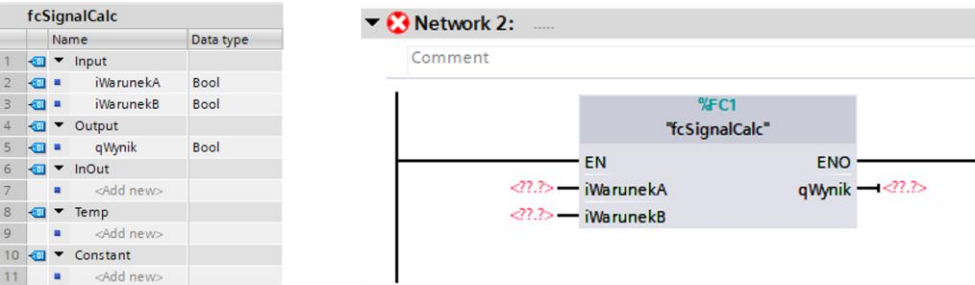 fcSignalCalc
Name Data type
1 Input
2 iWarunekA Bool
3 iWarunekB Bool
4 Output
5 qWynik Bool
6 InOut
7 <Add new>
8 Temp
9 <Add new>
10 Constant
11 <Add new>
Network 2: .....
Comment
%FC1
"fcSignalCalc"
EN ENO
<??.?> iWarunekA qWynik <??.?>
<??.?> iWarunekB